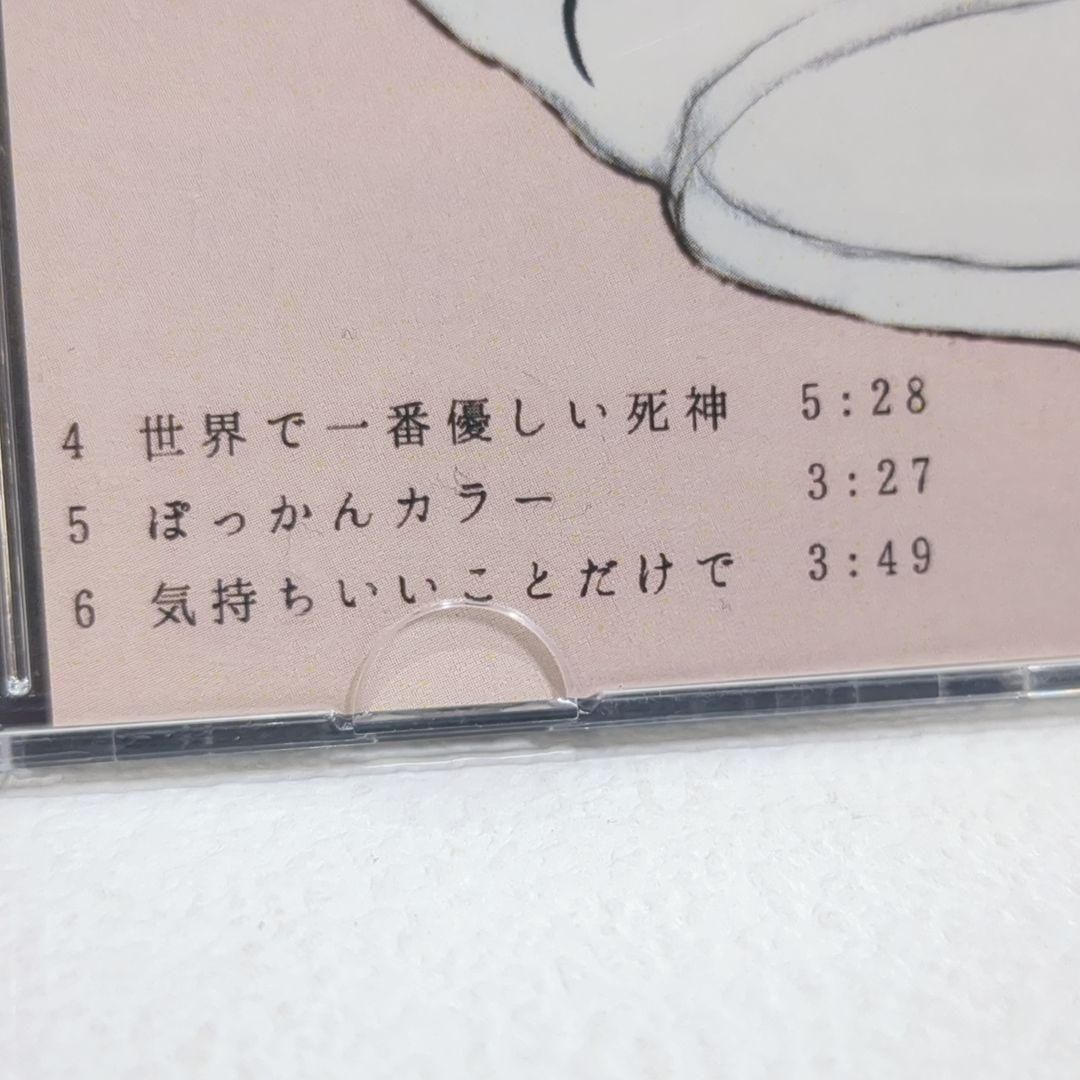 4 世界で一番優しい死神 5:28
5 ぽっかんカラー 3:27
6 気持ちいいことだけで 3:49